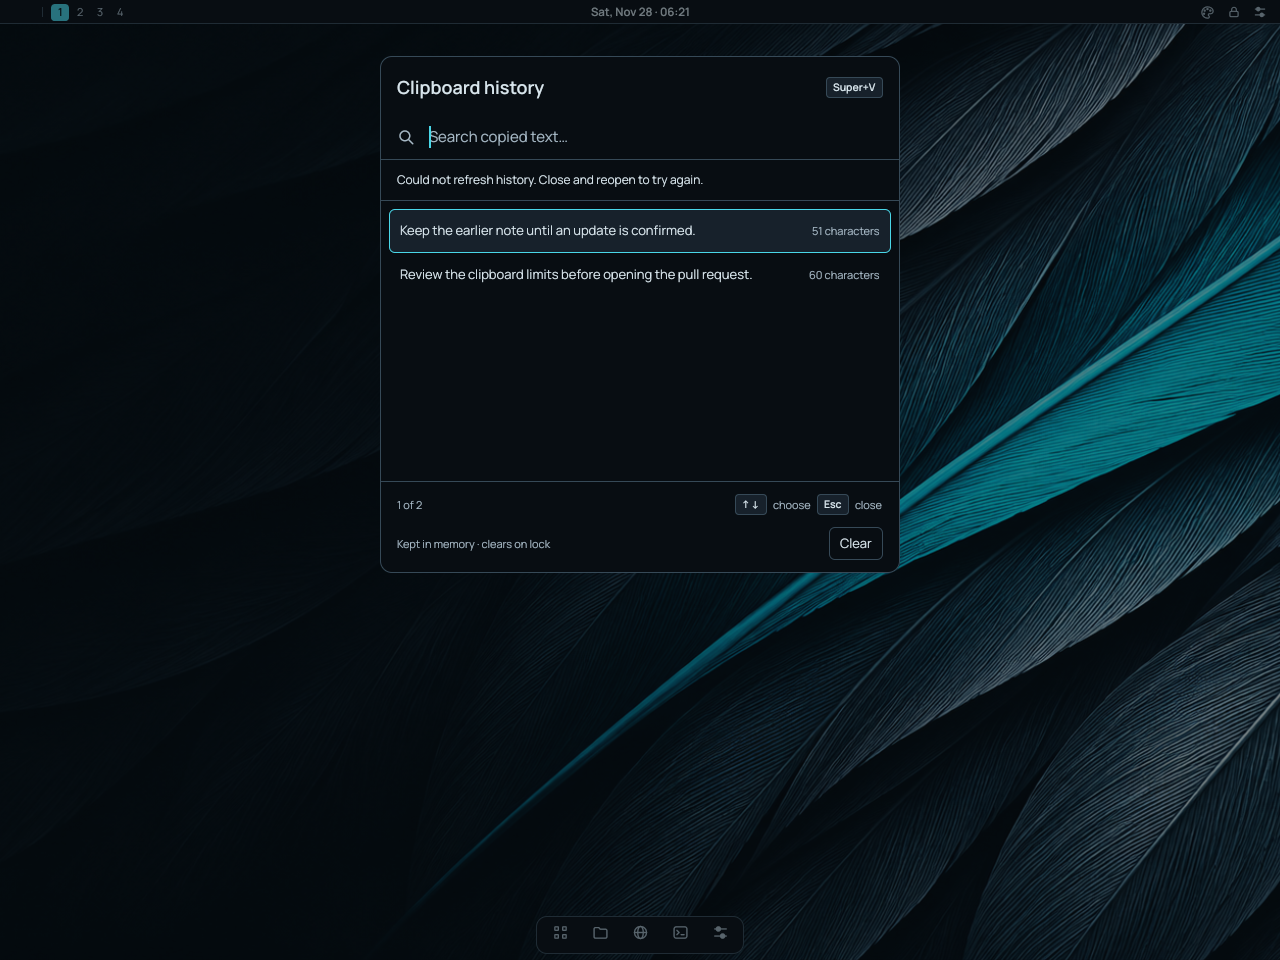 1 2 3 4
Sat, Nov 28 · 06:21
Clipboard history
Super+V
Search copied text...
Could not refresh history. Close and reopen to try again.
Keep the earlier note until an update is confirmed.
51 characters
Review the clipboard limits before opening the pull request.
60 characters
1 of 2
↑↓ choose Esc close
Kept in memory · clears on lock
Clear